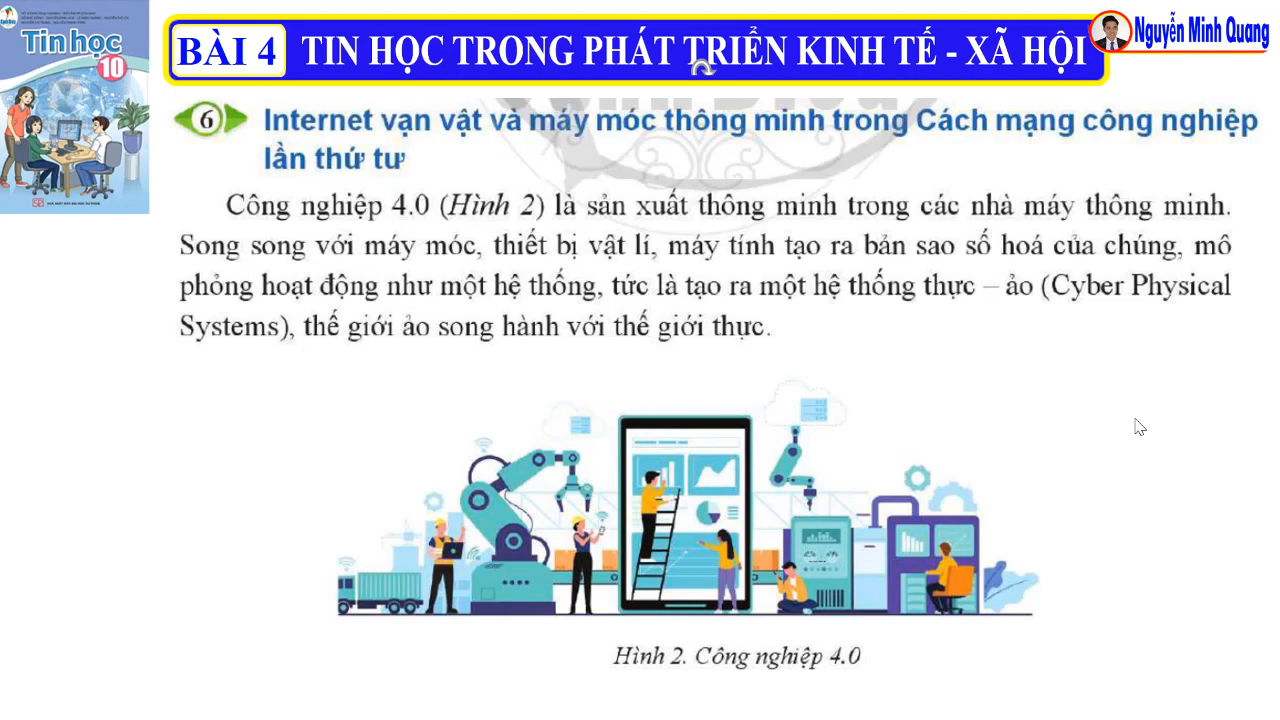 Cánh Diều
Tin học
10
BÀI 4
TIN HỌC TRONG PHÁT TRIỂN KINH TẾ - XÃ HỘI
Nguyễn Minh Quang
6
Internet vạn vật và máy móc thông minh trong Cách mạng công nghiệp
lần thứ tư
Công nghiệp 4.0 (Hình 2) là sản xuất thông minh trong các nhà máy thông minh.
Song song với máy móc, thiết bị vật lí, máy tính tạo ra bản sao số hoá của chúng, mô
phỏng hoạt động như một hệ thống, tức là tạo ra một hệ thống thực – ảo (Cyber Physical
Systems), thế giới ảo song hành với thế giới thực.
Hình 2. Công nghiệp 4.0